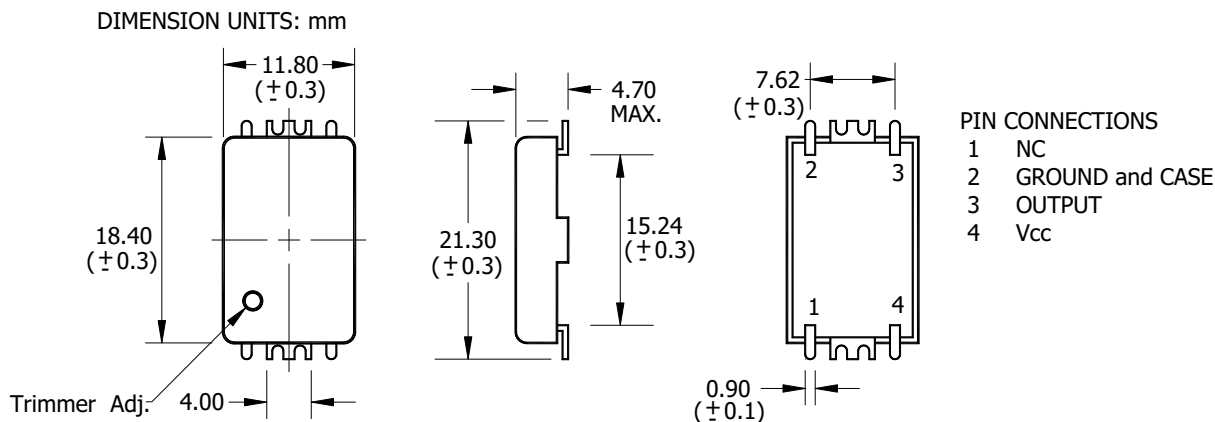 DIMENSION UNITS: mm
11.80
(±0.3)
18.40
(±0.3)
Trimmer Adj.
4.00
4.70
MAX.
21.30
(±0.3)
15.24
(±0.3)
7.62
(±0.3)
2
3
1
4
0.90
(±0.1)
PIN CONNECTIONS
1 NC
2 GROUND and CASE
3 OUTPUT
4 Vcc